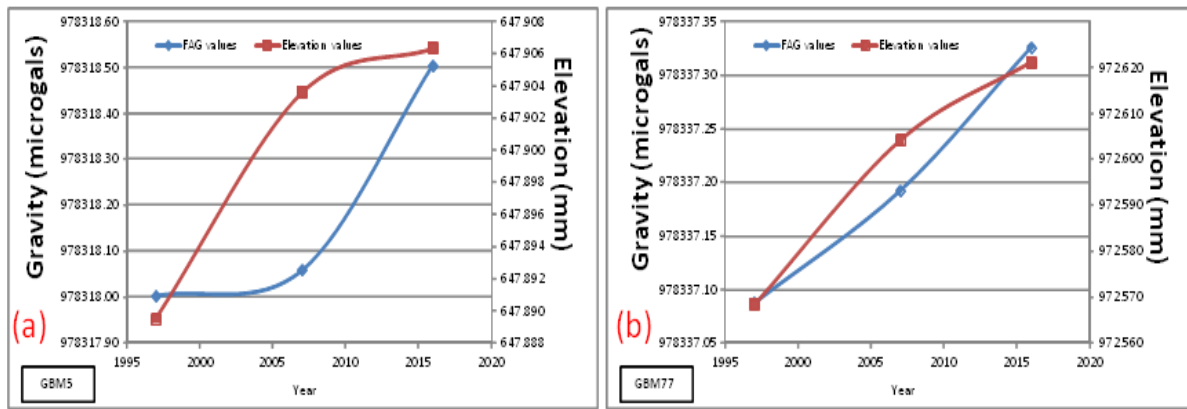 978318.60
978318.50
978318.40
978318.30
978318.20
978318.10
978318.00
978317.90
Gravity (microgals)
FAG values
Elevation values
647.908
647.906
647.904
647.902
647.900
647.898
647.896
647.894
647.892
647.890
647.888
Elevation (mm)
1995 2000 2005 2010 2015 2020
Year
(a)
GBM5
978337.35
978337.30
978337.25
978337.20
978337.15
978337.10
978337.05
Gravity (microgals)
FAG values
Elevation values
972620
972610
972600
972590
972580
972570
972560
Elevation (mm)
1995 2000 2005 2010 2015 2020
Year
(b)
GBM77